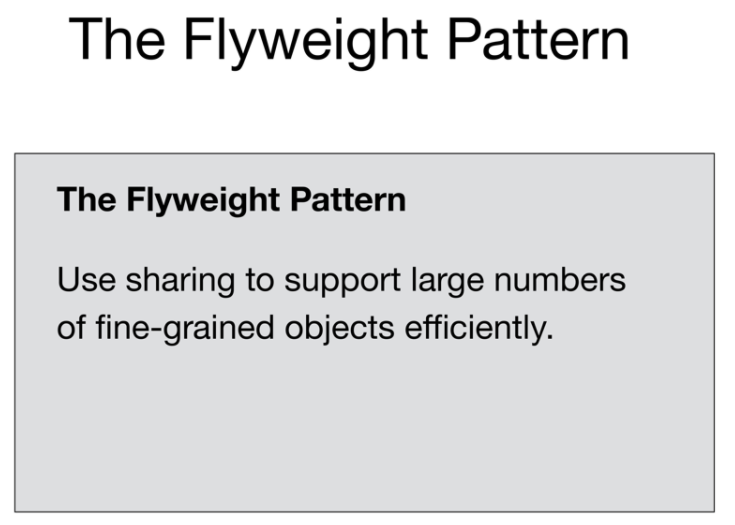 The Flyweight Pattern
The Flyweight Pattern
Use sharing to support large numbers
of fine-grained objects efficiently.